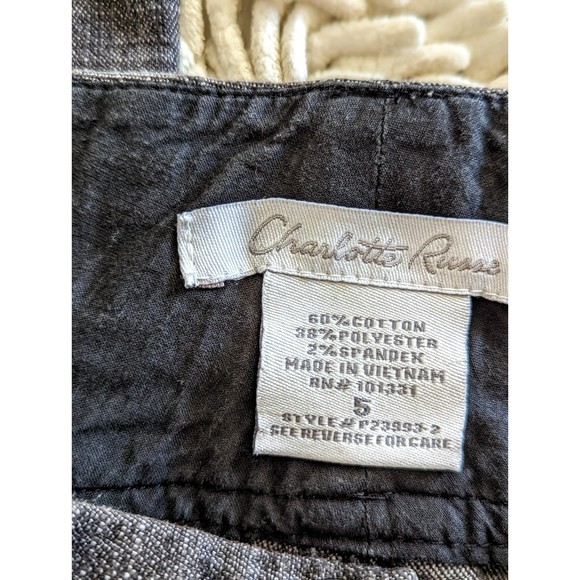 Charlotte Russe
60% COTTON
38% POLYESTER
2% SPANDEX
MADE IN VIETNAM
RN# 101331
5
STYLE# P23993-2
SEE REVERSE FOR CARE